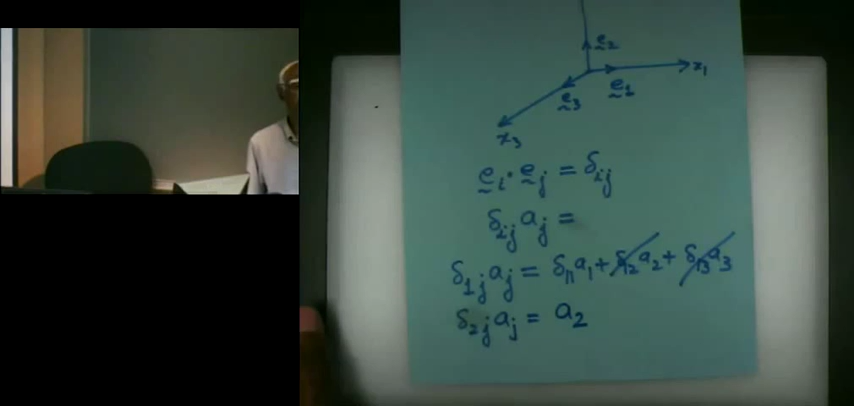 e2
x1
e3
e1
x3
ei · ej = δij
δij aj =
δ1j aj = δ11 a1 + δ12 a2 + δ13 a3
δ2j aj = a2